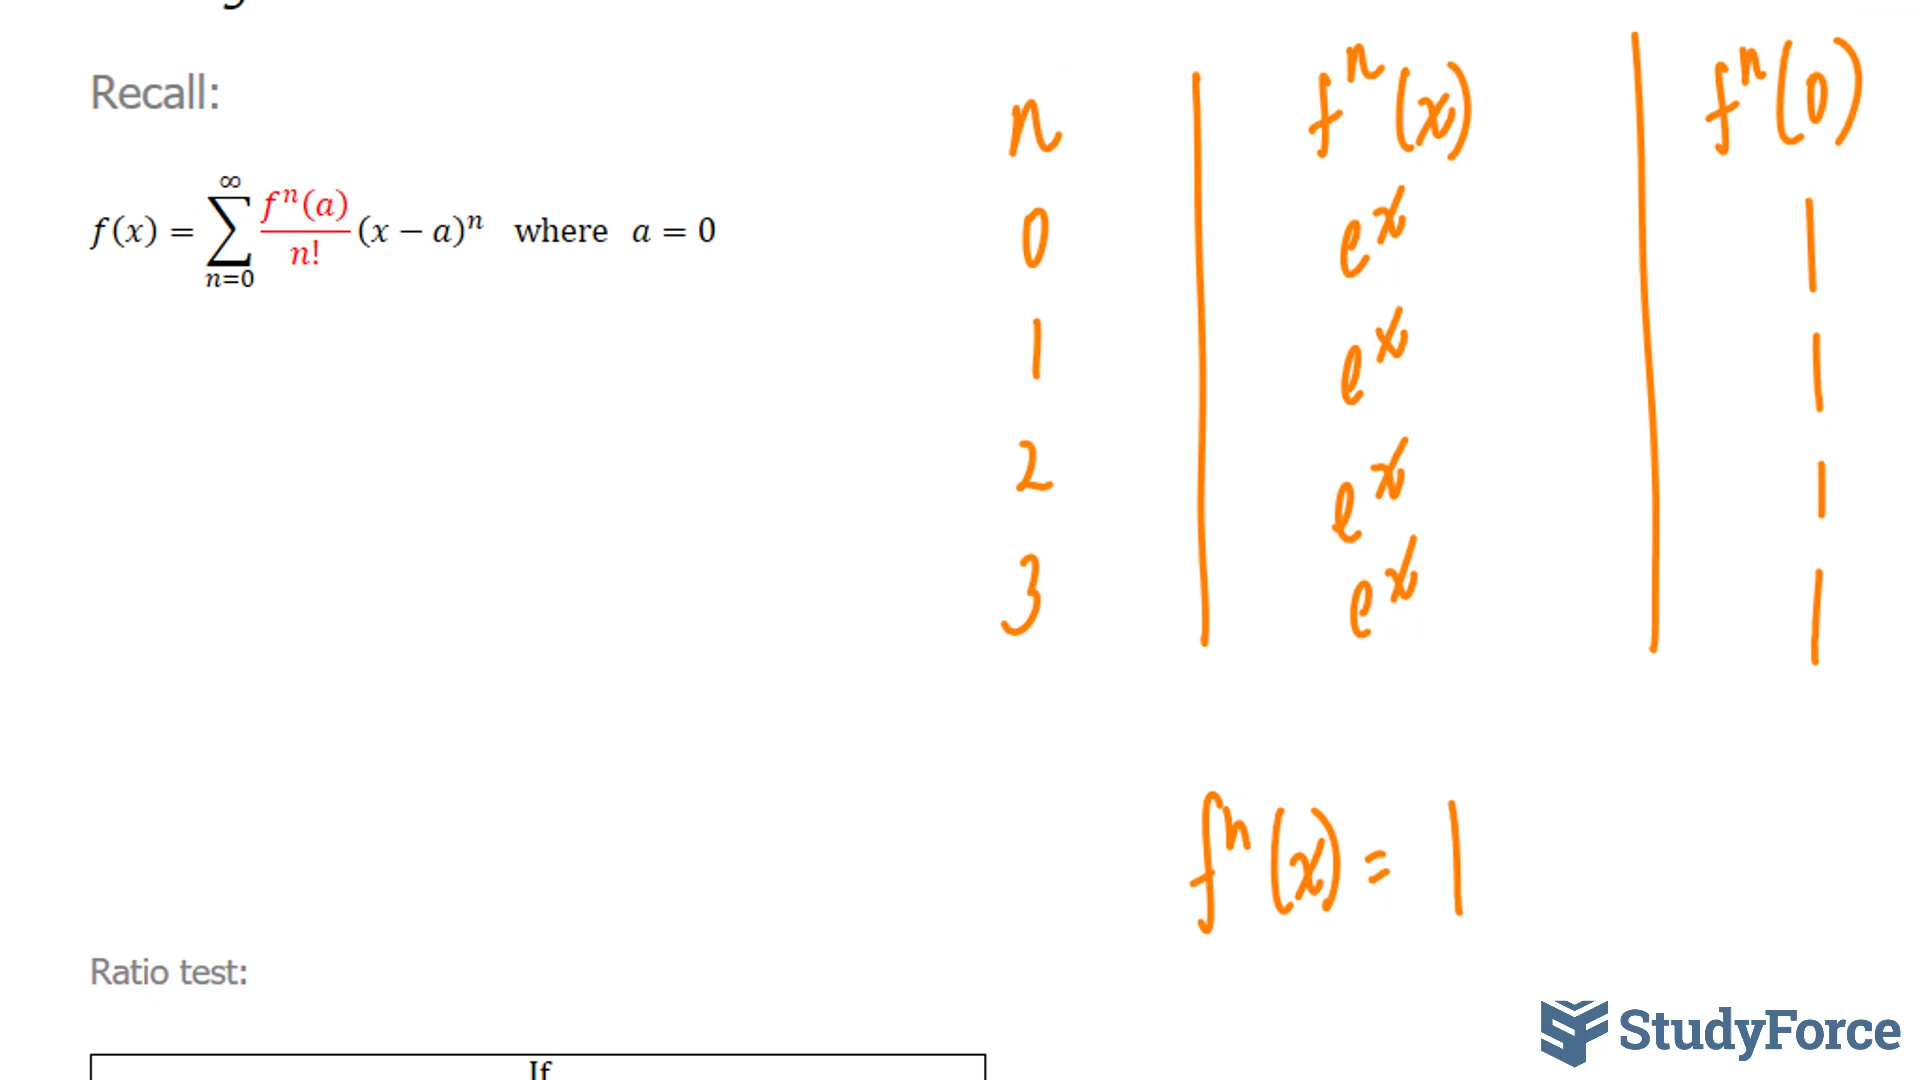 Recall:
f(x) = ∑_{n=0}^{∞} fⁿ(a)/n! (x − a)ⁿ where a = 0
n | fⁿ(x) | fⁿ(0)
0 | eˣ | 1
1 | eˣ | 1
2 | eˣ | 1
3 | eˣ | 1
fⁿ(x) = 1
Ratio test:
If
StudyForce